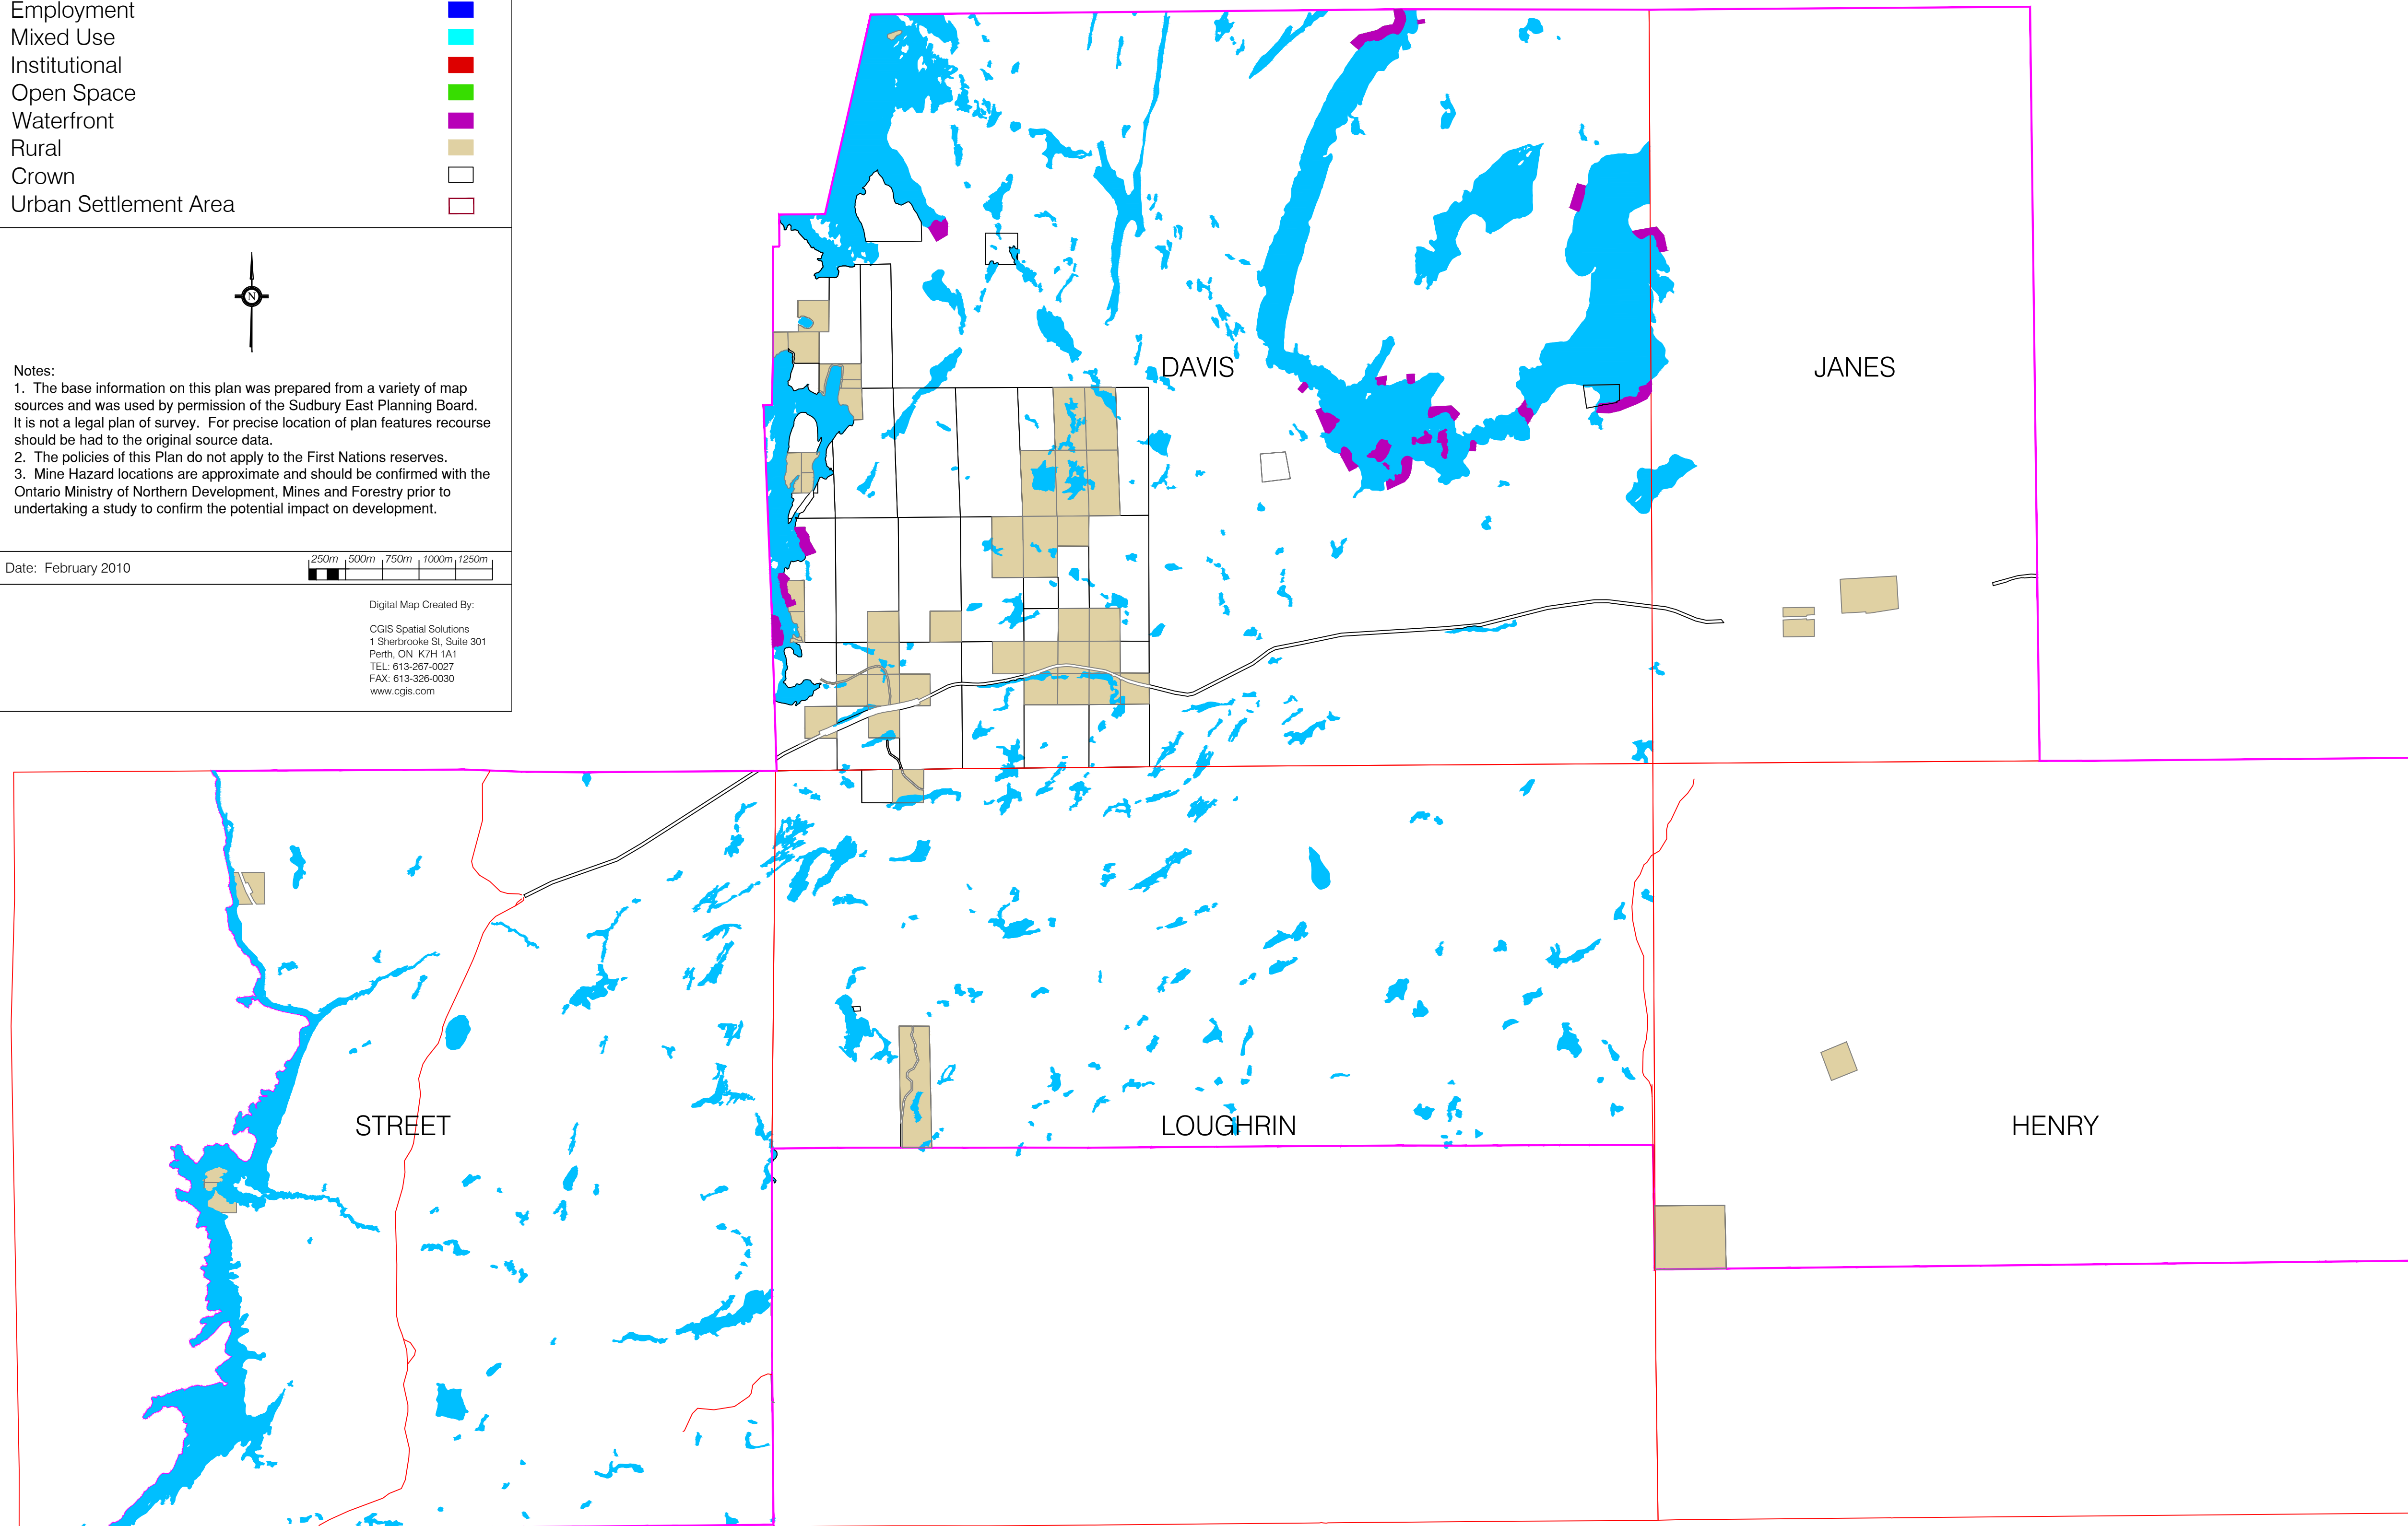 Employment
Mixed Use
Institutional
Open Space
Waterfront
Rural
Crown
Urban Settlement Area
N
Notes:
1. The base information on this plan was prepared from a variety of map
sources and was used by permission of the Sudbury East Planning Board.
It is not a legal plan of survey. For precise location of plan features recourse
should be had to the original source data.
2. The policies of this Plan do not apply to the First Nations reserves.
3. Mine Hazard locations are approximate and should be confirmed with the
Ontario Ministry of Northern Development, Mines and Forestry prior to
undertaking a study to confirm the potential impact on development.
Date: February 2010
250m 500m 750m 1000m 1250m
Digital Map Created By:
CGIS Spatial Solutions
1 Sherbrooke St, Suite 301
Perth, ON K7H 1A1
TEL: 613-267-0027
FAX: 613-326-0030
www.cgis.com
DAVIS
JANES
STREET
LOUGHRIN
HENRY